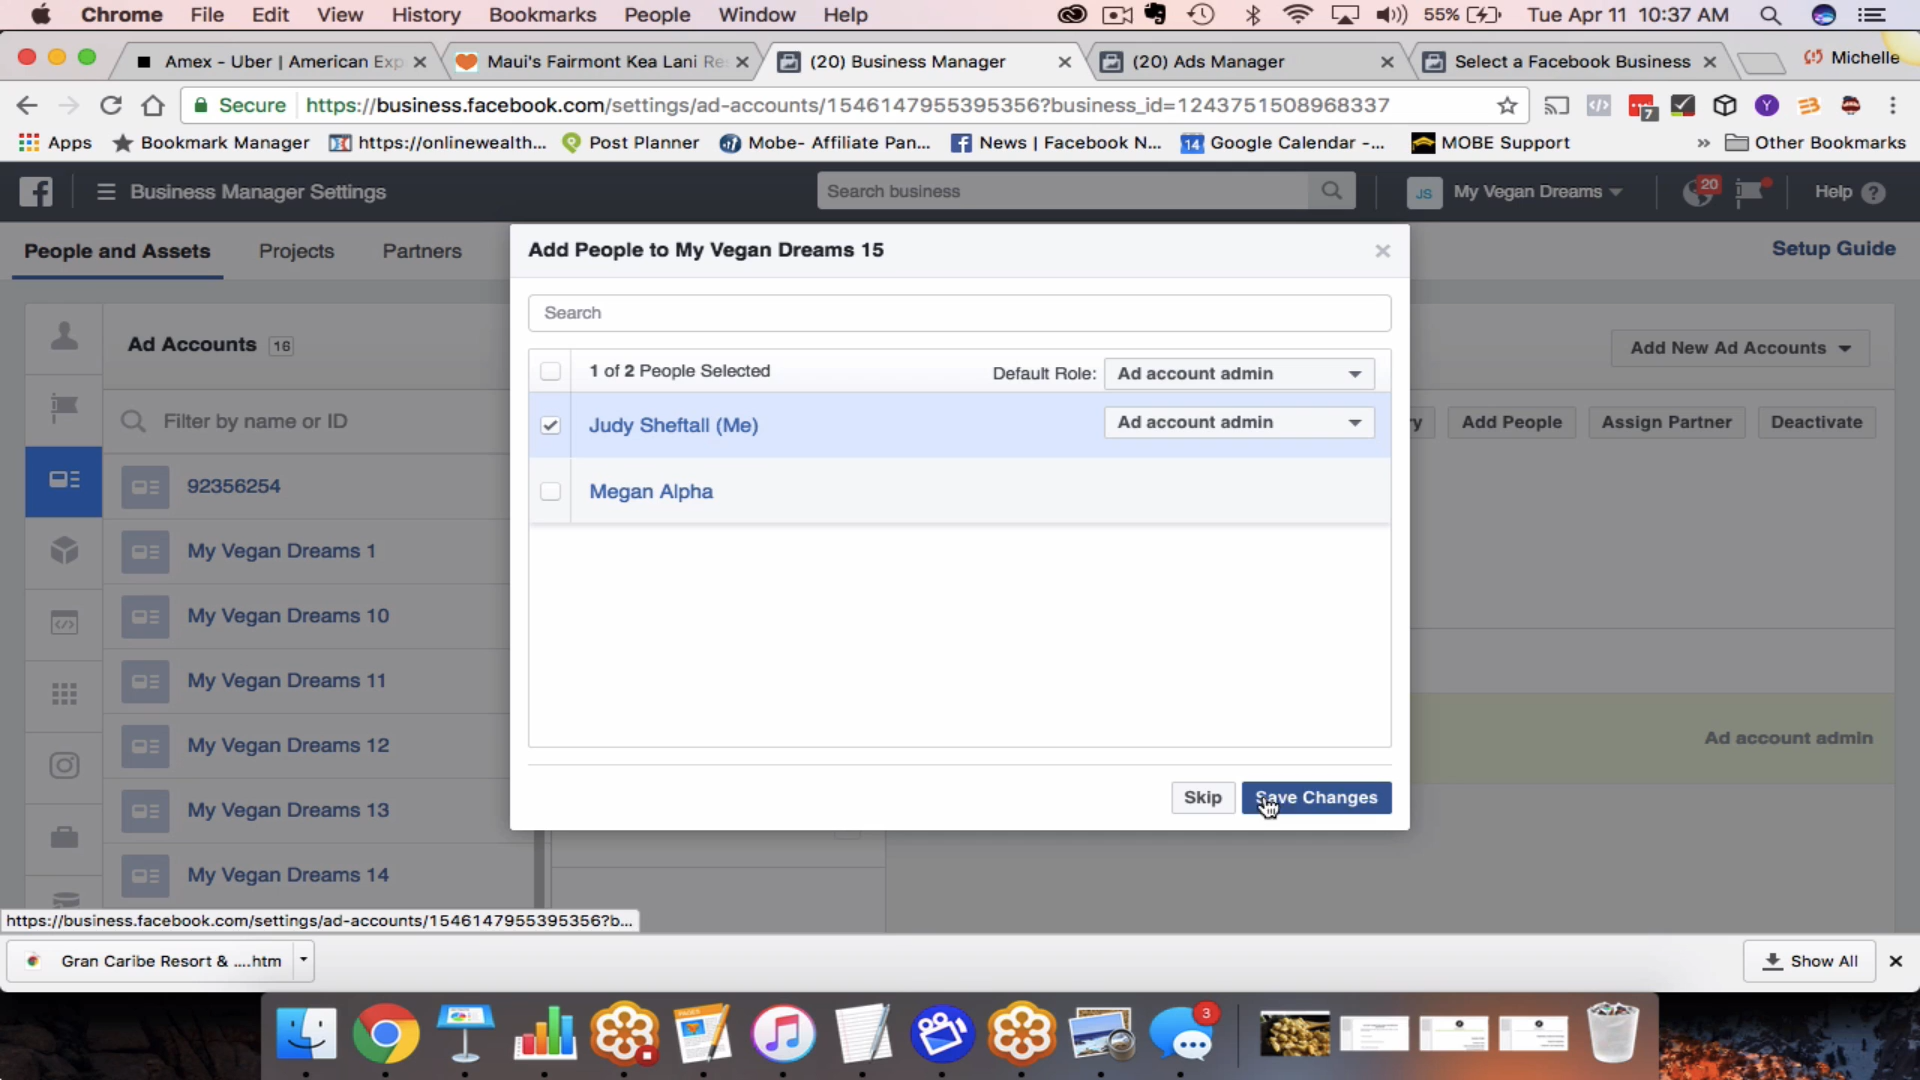 Chrome File Edit View History Bookmarks People Window Help 55% Tue Apr 11 10:37 AM
Amex - Uber | American Exp (20) Business Manager (20) Ads Manager Select a Facebook Business Michelle
Maui's Fairmont Kea Lani Re
Secure https://business.facebook.com/settings/ad-accounts/1546147955395356?business_id=1243751508968337 7
Apps Bookmark Manager https://onlinewealth... Post Planner Mobe- Affiliate Pan... News | Facebook N... 14 Google Calendar -... MOBE Support » Other Bookmarks
Business Manager Settings Search business JS My Vegan Dreams 20 Help ?
People and Assets Projects Partners Setup Guide
Add People to My Vegan Dreams 15
Search
Ad Accounts 16 Add New Ad Accounts
1 of 2 People Selected Default Role: Ad account admin
Filter by name or ID Judy Sheftall (Me) Ad account admin ry Add People Assign Partner Deactivate
92356254 Megan Alpha
My Vegan Dreams 1
My Vegan Dreams 10
My Vegan Dreams 11
My Vegan Dreams 12 Ad account admin
My Vegan Dreams 13 Skip Save Changes
My Vegan Dreams 14
https://business.facebook.com/settings/ad-accounts/1546147955395356?b...
Gran Caribe Resort & ....htm Show All
PAGES 3